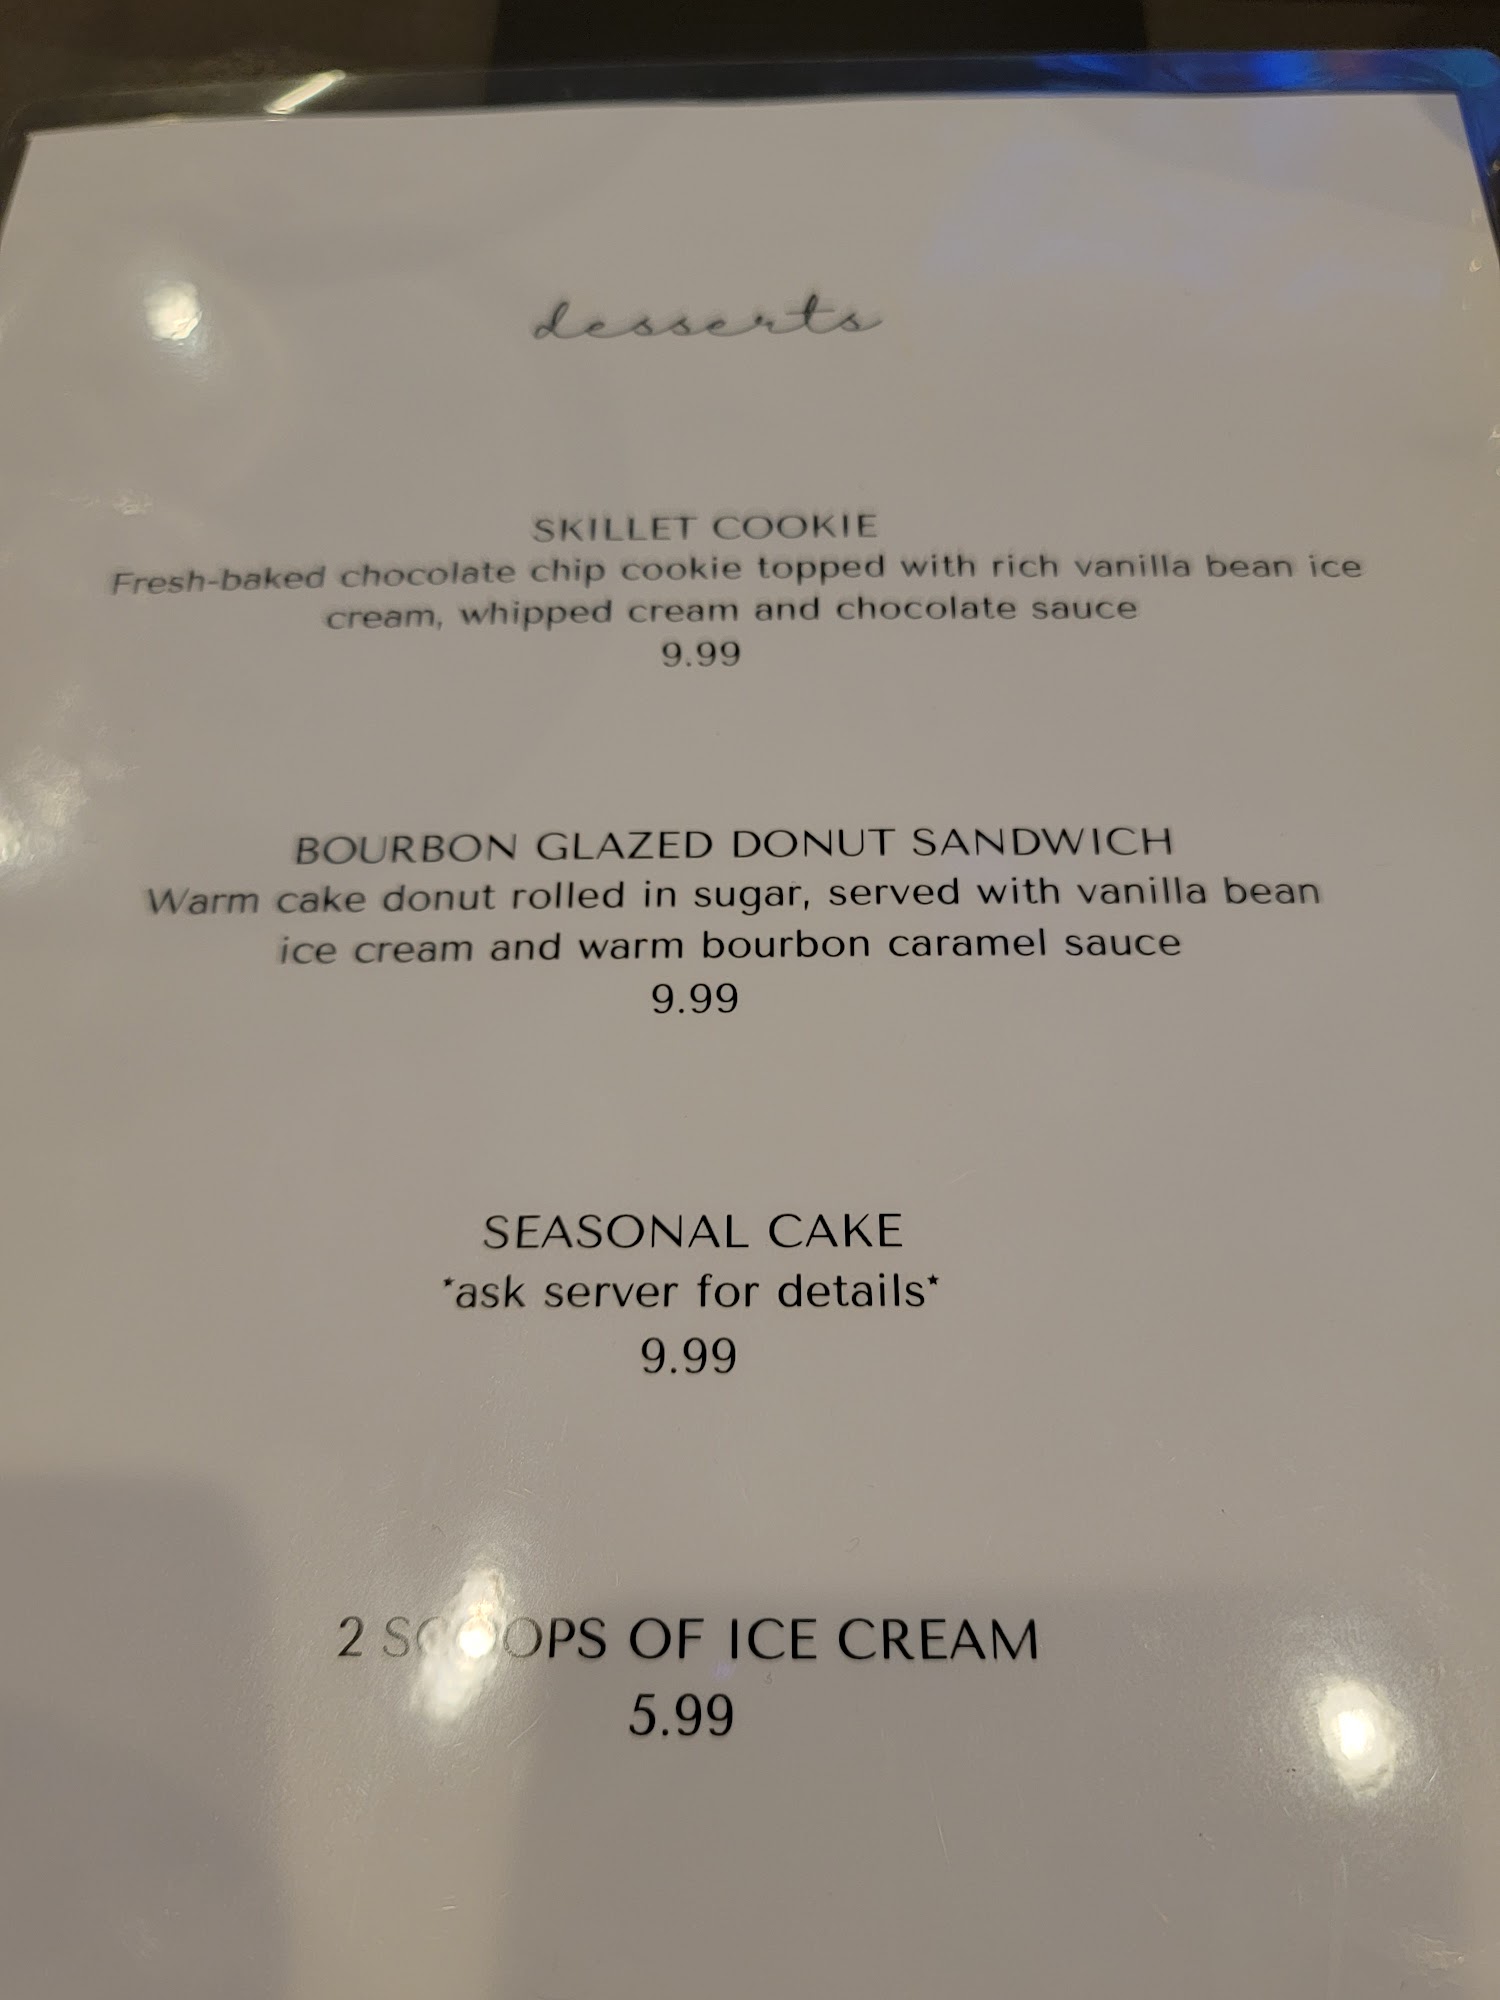 desserts
SKILLET COOKIE
Fresh-baked chocolate chip cookie topped with rich vanilla bean ice
cream, whipped cream and chocolate sauce
9.99
BOURBON GLAZED DONUT SANDWICH
Warm cake donut rolled in sugar, served with vanilla bean
ice cream and warm bourbon caramel sauce
9.99
SEASONAL CAKE
*ask server for details*
9.99
2 SCOOPS OF ICE CREAM
5.99